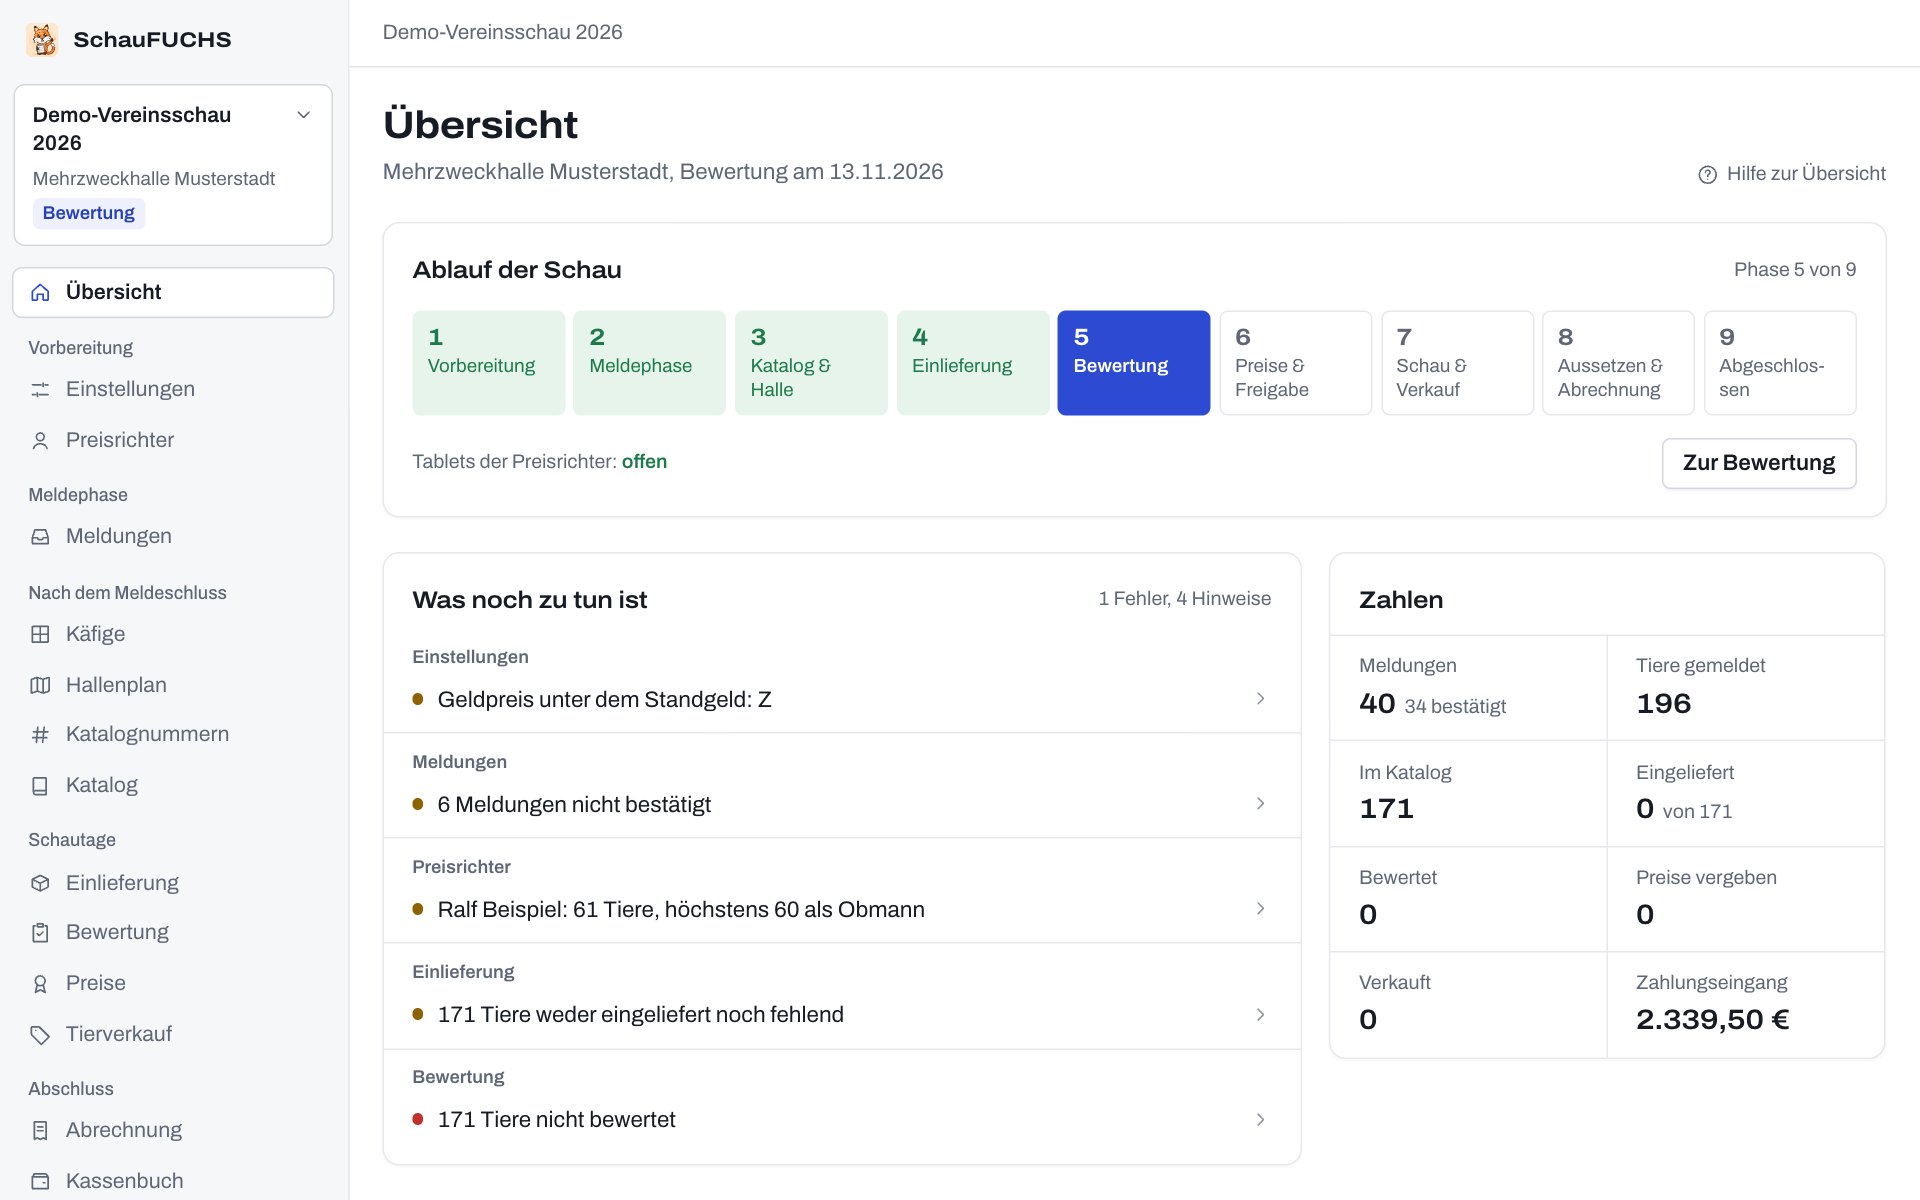 SchauFUCHS
Demo-Vereinsschau
2026
Mehrzweckhalle Musterstadt
Bewertung
Übersicht
Vorbereitung
Einstellungen
Preisrichter
Meldephase
Meldungen
Nach dem Meldeschluss
Käfige
Hallenplan
Katalognummern
Katalog
Schautage
Einlieferung
Bewertung
Preise
Tierverkauf
Abschluss
Abrechnung
Kassenbuch
Demo-Vereinsschau 2026
Übersicht
Mehrzweckhalle Musterstadt, Bewertung am 13.11.2026
Hilfe zur Übersicht
Ablauf der Schau
Phase 5 von 9
1
Vorbereitung
2
Meldephase
3
Katalog &
Halle
4
Einlieferung
5
Bewertung
6
Preise &
Freigabe
7
Schau &
Verkauf
8
Aussetzen &
Abrechnung
9
Abgeschlos-
sen
Tablets der Preisrichter: offen
Zur Bewertung
Was noch zu tun ist
1 Fehler, 4 Hinweise
Einstellungen
Geldpreis unter dem Standgeld: Z
Meldungen
6 Meldungen nicht bestätigt
Preisrichter
Ralf Beispiel: 61 Tiere, höchstens 60 als Obmann
Einlieferung
171 Tiere weder eingeliefert noch fehlend
Bewertung
171 Tiere nicht bewertet
Zahlen
Meldungen
40 34 bestätigt
Tiere gemeldet
196
Im Katalog
171
Eingeliefert
0 von 171
Bewertet
0
Preise vergeben
0
Verkauft
0
Zahlungseingang
2.339,50 €